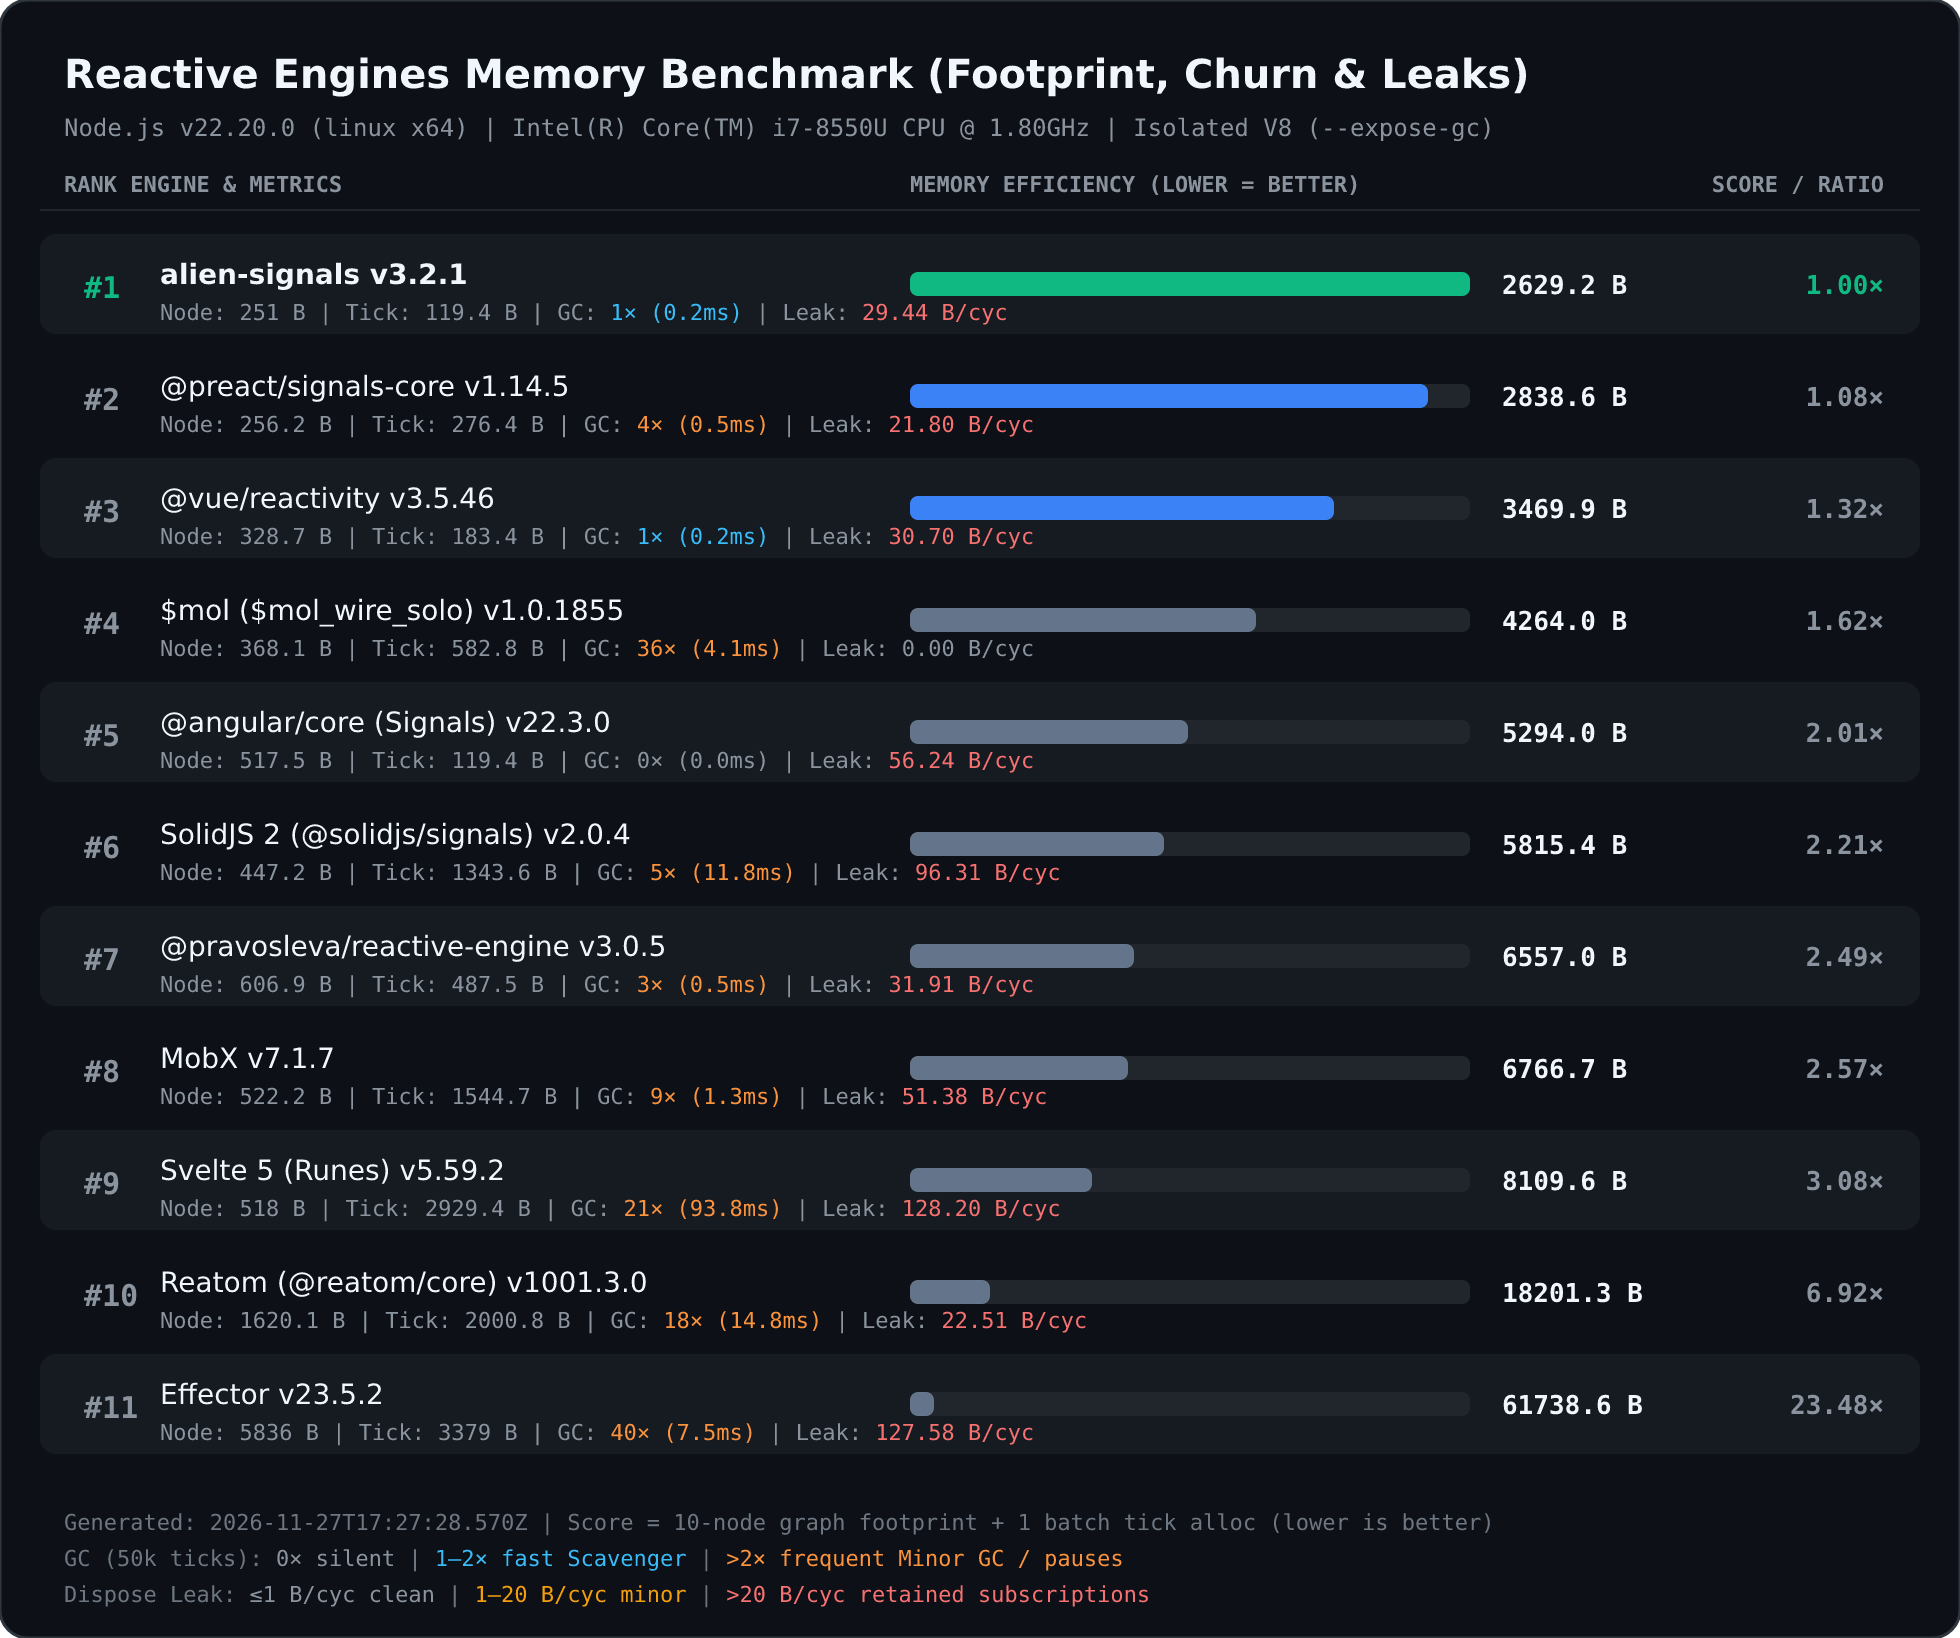 Reactive Engines Memory Benchmark (Footprint, Churn & Leaks)
Node.js v22.20.0 (linux x64) | Intel(R) Core(TM) i7-8550U CPU @ 1.80GHz | Isolated V8 (--expose-gc)
RANK ENGINE & METRICS MEMORY EFFICIENCY (LOWER = BETTER) SCORE / RATIO
#1 alien-signals v3.2.1 2629.2 B 1.00×
Node: 251 B | Tick: 119.4 B | GC: 1× (0.2ms) | Leak: 29.44 B/cyc
#2 @preact/signals-core v1.14.5 2838.6 B 1.08×
Node: 256.2 B | Tick: 276.4 B | GC: 4× (0.5ms) | Leak: 21.80 B/cyc
#3 @vue/reactivity v3.5.46 3469.9 B 1.32×
Node: 328.7 B | Tick: 183.4 B | GC: 1× (0.2ms) | Leak: 30.70 B/cyc
#4 $mol ($mol_wire_solo) v1.0.1855 4264.0 B 1.62×
Node: 368.1 B | Tick: 582.8 B | GC: 36× (4.1ms) | Leak: 0.00 B/cyc
#5 @angular/core (Signals) v22.3.0 5294.0 B 2.01×
Node: 517.5 B | Tick: 119.4 B | GC: 0× (0.0ms) | Leak: 56.24 B/cyc
#6 SolidJS 2 (@solidjs/signals) v2.0.4 5815.4 B 2.21×
Node: 447.2 B | Tick: 1343.6 B | GC: 5× (11.8ms) | Leak: 96.31 B/cyc
#7 @pravosleva/reactive-engine v3.0.5 6557.0 B 2.49×
Node: 606.9 B | Tick: 487.5 B | GC: 3× (0.5ms) | Leak: 31.91 B/cyc
#8 MobX v7.1.7 6766.7 B 2.57×
Node: 522.2 B | Tick: 1544.7 B | GC: 9× (1.3ms) | Leak: 51.38 B/cyc
#9 Svelte 5 (Runes) v5.59.2 8109.6 B 3.08×
Node: 518 B | Tick: 2929.4 B | GC: 21× (93.8ms) | Leak: 128.20 B/cyc
#10 Reatom (@reatom/core) v1001.3.0 18201.3 B 6.92×
Node: 1620.1 B | Tick: 2000.8 B | GC: 18× (14.8ms) | Leak: 22.51 B/cyc
#11 Effector v23.5.2 61738.6 B 23.48×
Node: 5836 B | Tick: 3379 B | GC: 40× (7.5ms) | Leak: 127.58 B/cyc
Generated: 2026-11-27T17:27:28.570Z | Score = 10-node graph footprint + 1 batch tick alloc (lower is better)
GC (50k ticks): 0× silent | 1–2× fast Scavenger | >2× frequent Minor GC / pauses
Dispose Leak: ≤1 B/cyc clean | 1–20 B/cyc minor | >20 B/cyc retained subscriptions